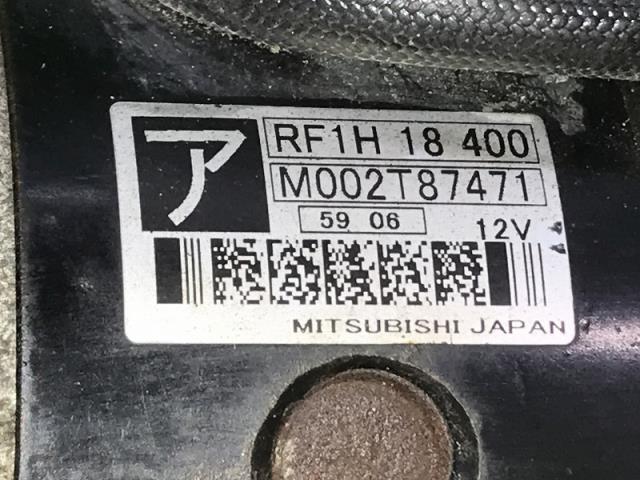 ア
RF1H 18 400
M002T87471
59 06
12V
MITSUBISHI JAPAN